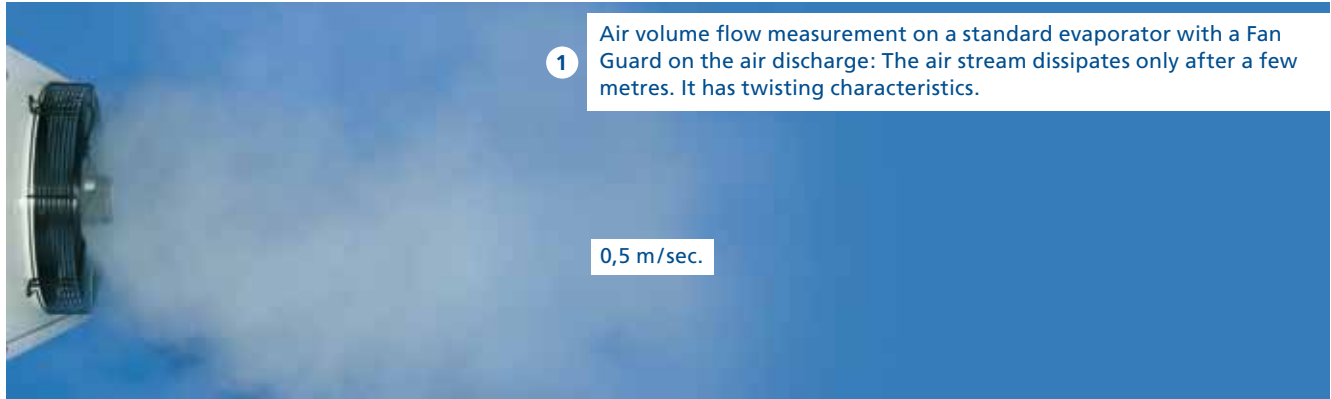 1
Air volume flow measurement on a standard evaporator with a Fan
Guard on the air discharge: The air stream dissipates only after a few
metres. It has twisting characteristics.
0,5 m/sec.